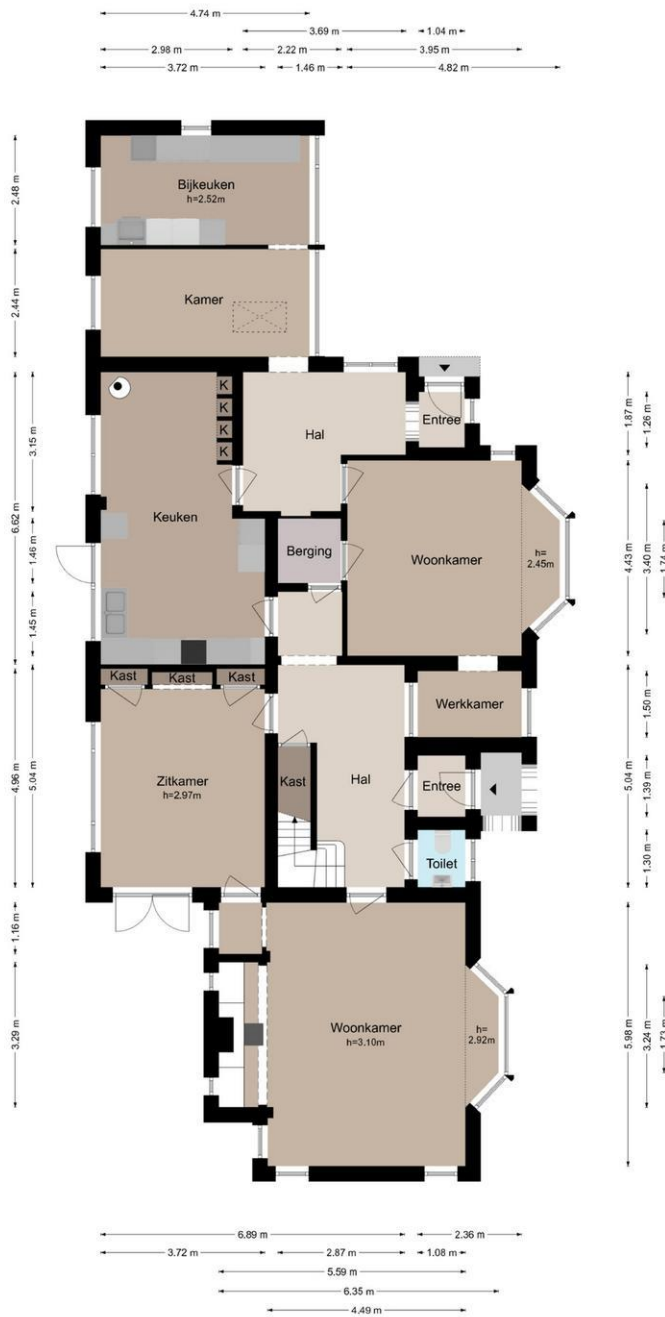 4.74 m
3.69 m 1.04 m
2.98 m 2.22 m 3.95 m
3.72 m 1.46 m 4.82 m
2.48 m
2.44 m
6.62 m
3.15 m
1.46 m
1.45 m
4.96 m
5.04 m
1.16 m
3.29 m
Bijkeuken
h=2.52m
Kamer
K
K
K
K
Hal
Entree
Keuken
Berging
Woonkamer
h=
2.45m
Kast Kast Kast
Werkkamer
Zitkamer
h=2.97m
Kast
Hal
Entree
Toilet
Woonkamer
h=3.10m
h=
2.92m
1.87 m
1.26 m
4.43 m
3.40 m
1.74 m
5.04 m
1.50 m
1.39 m
1.30 m
5.98 m
3.24 m
1.73 m
6.89 m 2.36 m
3.72 m 2.87 m 1.08 m
5.59 m
6.35 m
4.49 m